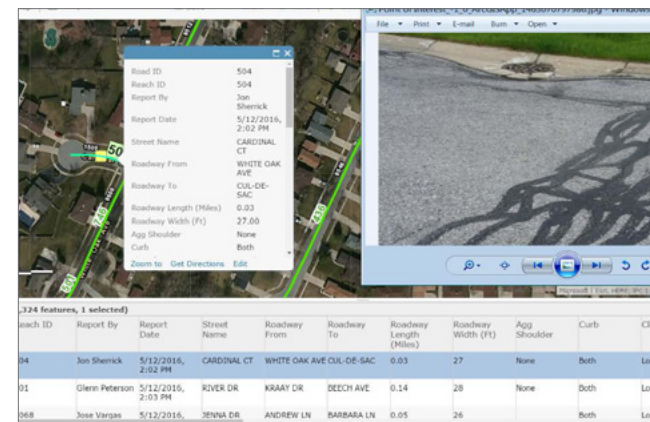 File Print E-mail Burn Open
Road ID 504
Reach ID 504
Report By Jon Sherrick
Report Date 5/12/2016, 2:02 PM
Street Name CARDINAL CT
Roadway From WHITE OAK AVE
Roadway To CUL-DE-SAC
Roadway Length (Miles) 0.03
Roadway Width (Ft) 27.00
Agg Shoulder None
Curb Both
Zoom to Get Directions Edit
50
,324 features, 1 selected)
each ID Report By Report Date Street Name Roadway From Roadway To Roadway Length (Miles) Roadway Width (Ft) Agg Shoulder Curb
04 Jon Sherrick 5/12/2016, 2:02 PM CARDINAL CT WHITE OAK AVE CUL-DE-SAC 0.03 27 None Both Lo
01 Glenn Peterson 5/12/2016, 2:03 PM RIVER DR KRAAY DR BEECH AVE 0.14 28 None Both Lo
068 Jose Vargas 5/12/2016, JENNA DR ANDREW LN BARBARA LN 0.05 26 Both Lo